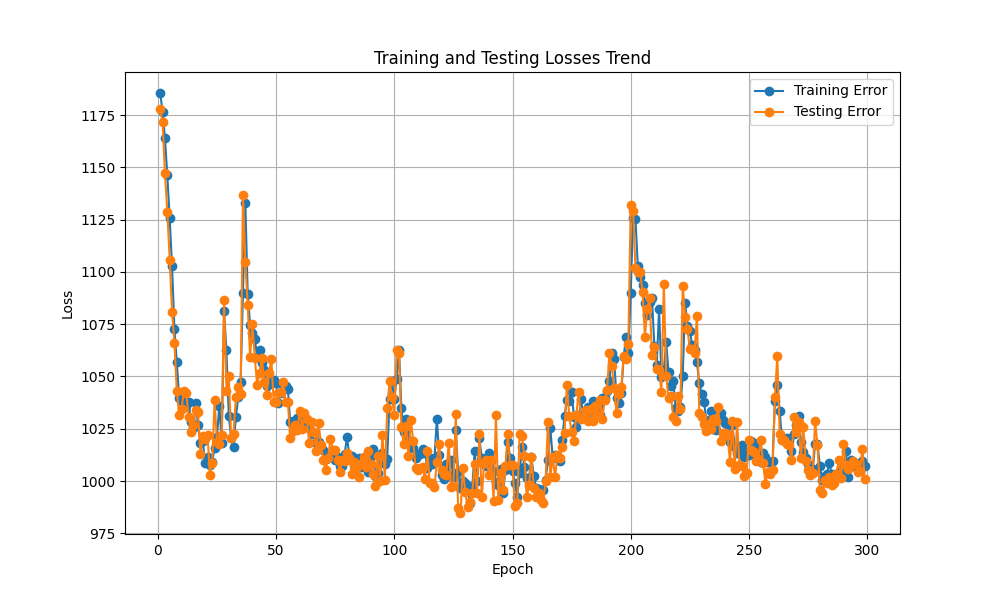 Training and Testing Losses Trend
Training Error
Testing Error
Loss
1175
1150
1125
1100
1075
1050
1025
1000
975
0 50 100 150 200 250 300
Epoch